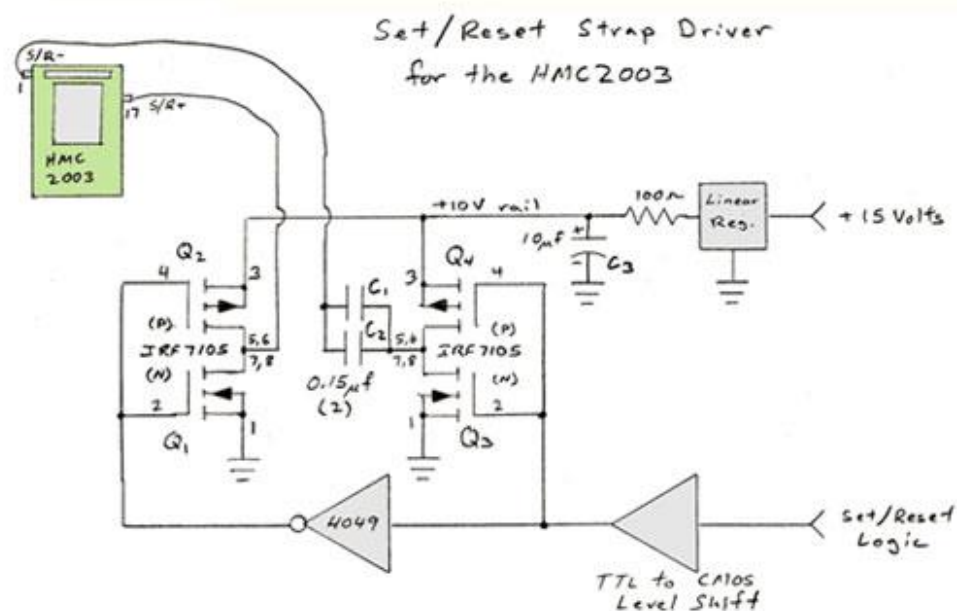 Set/Reset Strap Driver
for the HMC2003
S/R-
1
17
S/R+
HMC
2003
+10V rail
100Ω
Linear
Reg.
+15 Volts
10μf
+
-
C3
Q2
4
3
(P)
IRF7105
(N)
5,6
7,8
2
1
Q1
C1
C2
0.15μf
(2)
Q4
3
4
5,6
7,8
(P)
IRF7105
(N)
1
2
Q3
4049
TTL to CMOS
Level Shift
Set/Reset
Logic